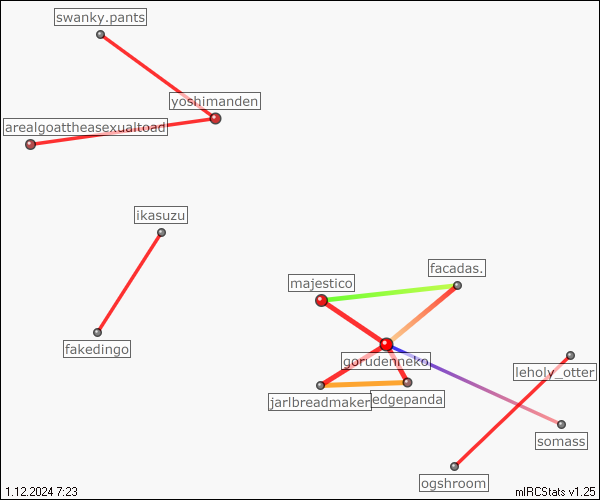 swanky.pants
yoshimanden
arealgoattheasexualtoad
ikasuzu
facadas.
majestico
fakedingo
gorudenneko
leholy_otter
edgepanda
jarlbreadmaker
somass
ogshroom
1.12.2024 7:23
mIRCStats v1.25